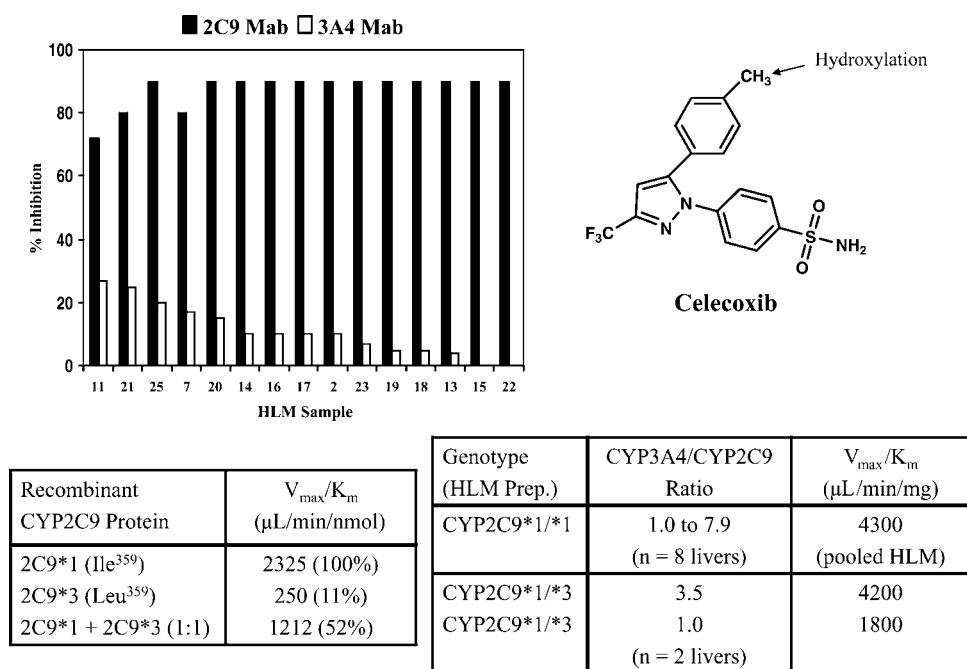 2C9 Mab 3A4 Mab
100
80
60
40
20
0
% Inhibition
11 21 25 7 20 14 16 17 2 23 19 18 13 15 22
HLM Sample
CH₃
Hydroxylation
F₃C
N
N
O
S
NH₂
O
Celecoxib
Recombinant
CYP2C9 Protein
Vmax/Km
(μL/min/nmol)
2C9*1 (Ile³⁵⁹) 2325 (100%)
2C9*3 (Leu³⁵⁹) 250 (11%)
2C9*1 + 2C9*3 (1:1) 1212 (52%)
Genotype
(HLM Prep.)
CYP3A4/CYP2C9
Ratio
Vmax/Km
(μL/min/mg)
CYP2C9*1/*1 1.0 to 7.9 4300
(n = 8 livers) (pooled HLM)
CYP2C9*1/*3 3.5 4200
CYP2C9*1/*3 1.0 1800
(n = 2 livers)